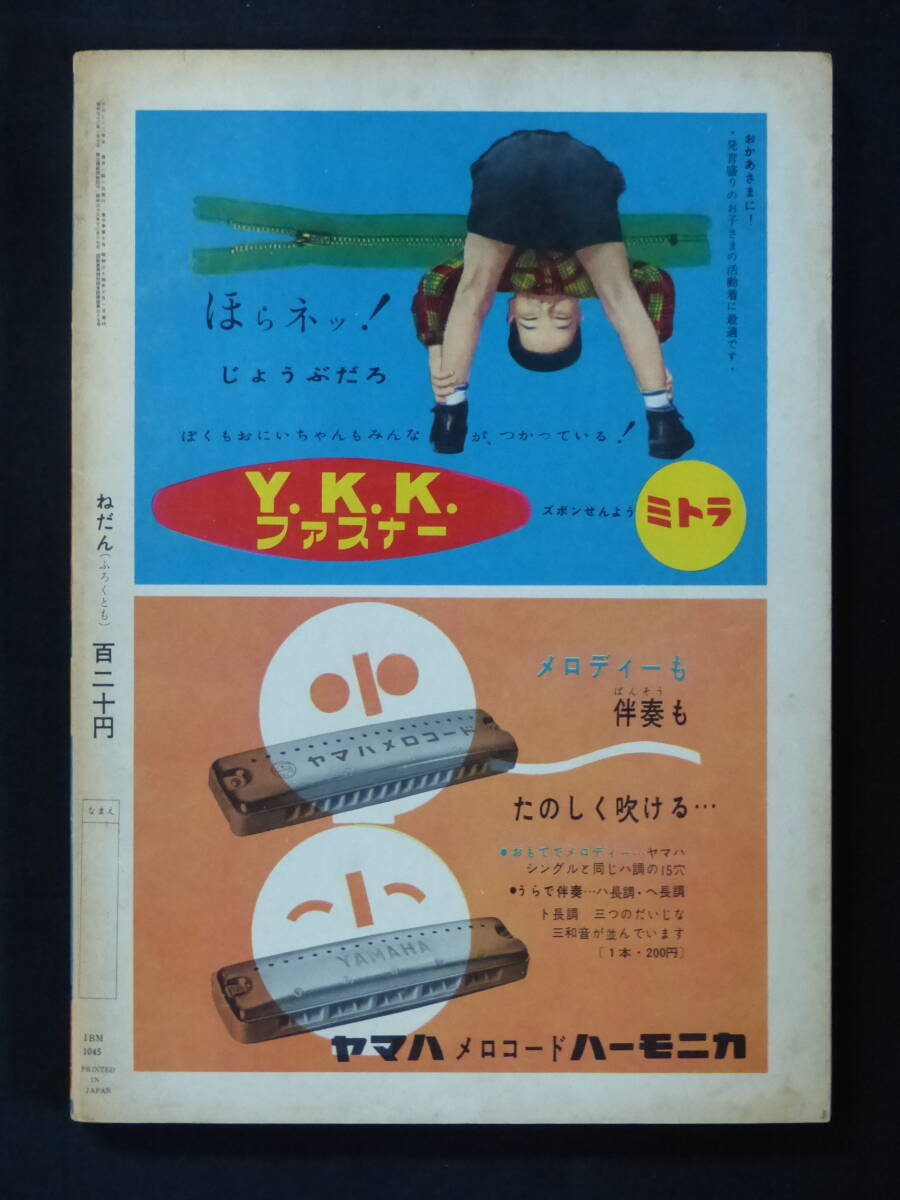 おかあさまに!
・発育盛りのお子さまの活動着に最適です・
ほらネッ!
じょうぶだろ
ぼくもおにいちゃんもみんな が、つかっている!
Y.K.K.
ファスナー
ズボンせんよう
ミトラ
メロディーも
ばんそう
伴奏も
ヤマハメロコード
たのしく吹ける…
●おもてでメロディー…ヤマハ
シングルと同じハ調の15穴
●うらで伴奏…ハ長調・ヘ長調
ト長調 三つのだいじな
三和音が並んでいます
[1本・200円]
YAMAHA
ヤマハ メロコード ハーモニカ
ねだん(ふろくとも) 百二十円
なまえ
IBM
1045
PRINTED
IN
JAPAN